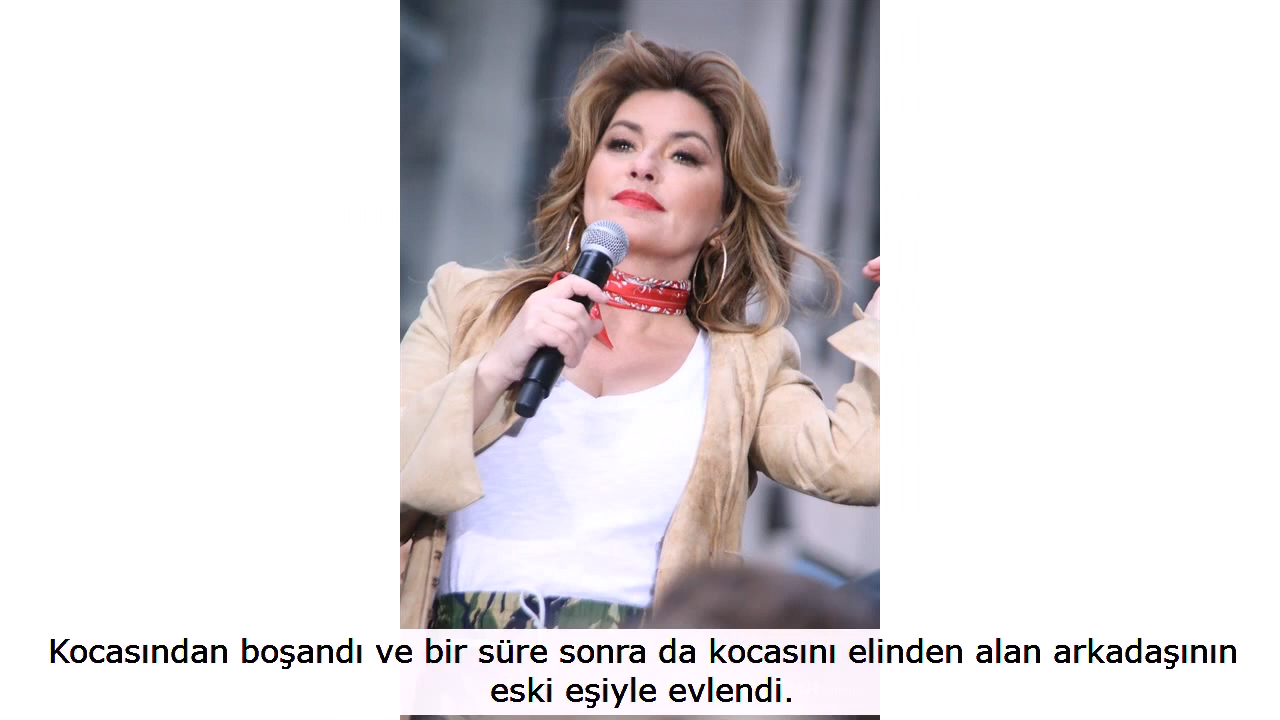 Kocasından boşandı ve bir süre sonra da kocasını elinden alan arkadaşının
eski eşiyle evlendi.